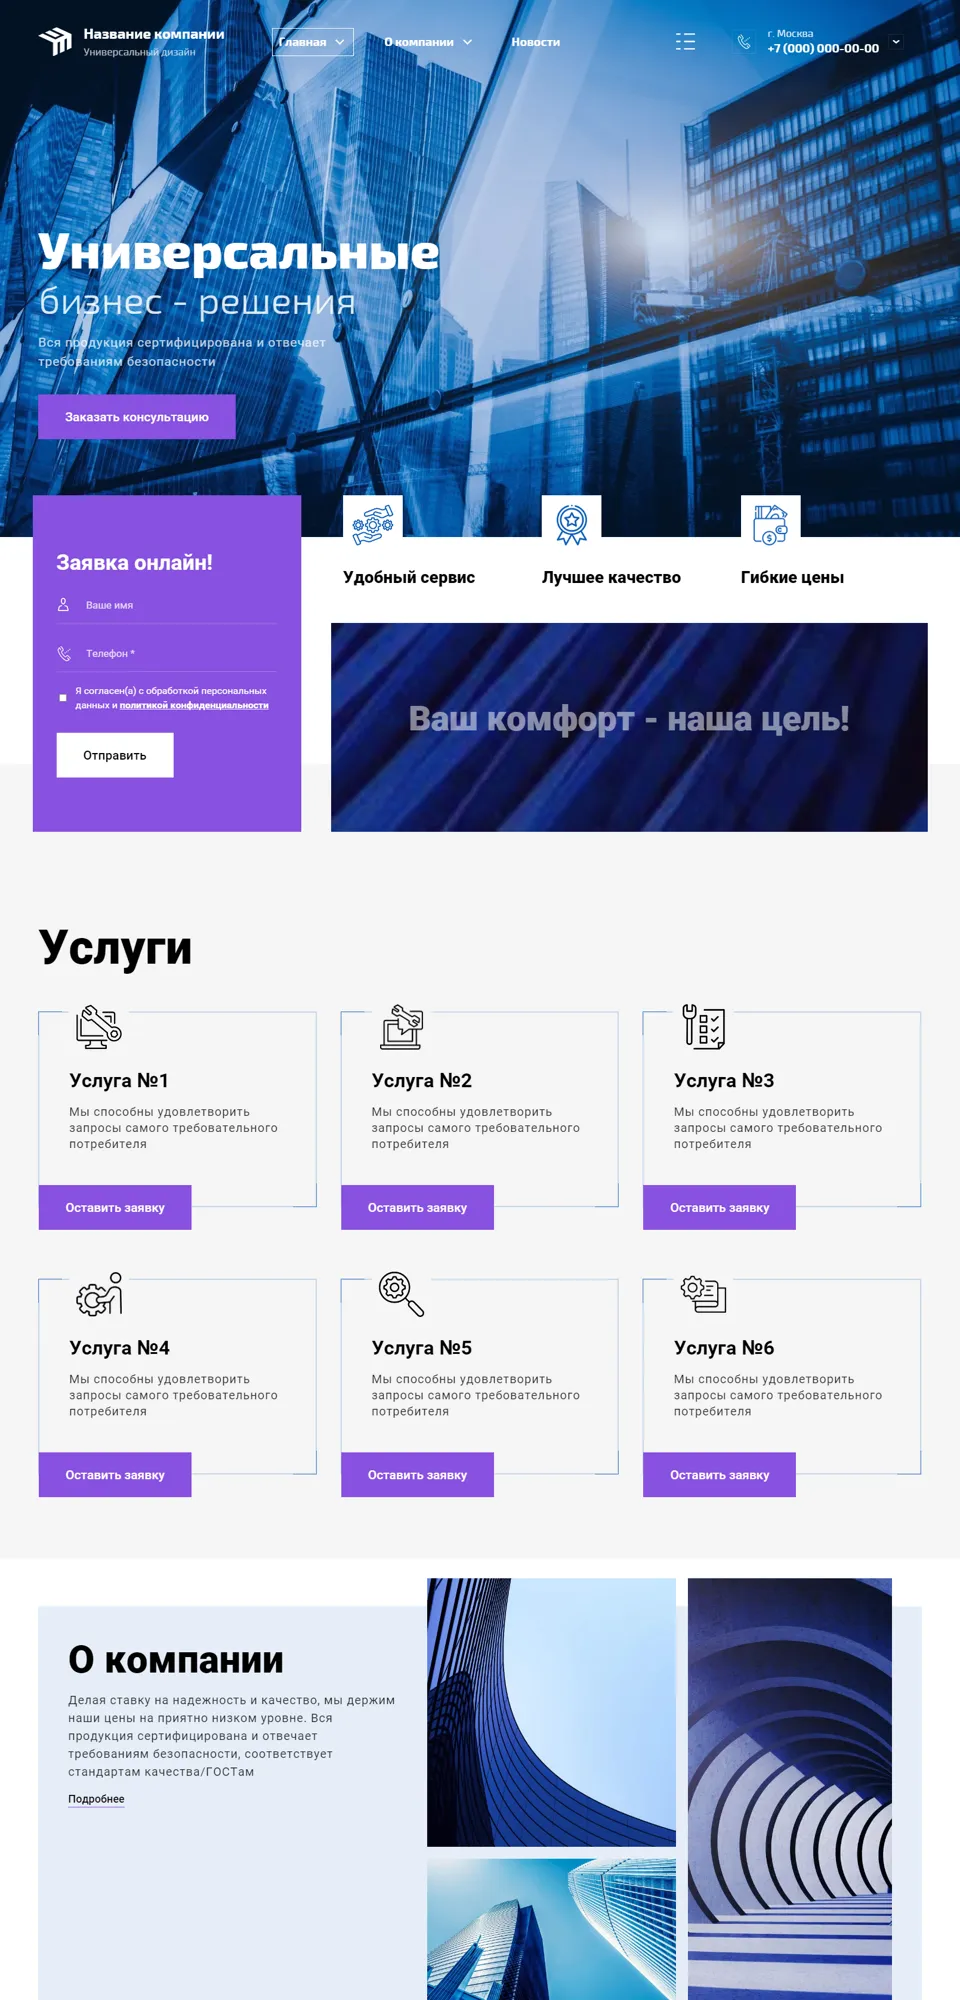 Название компании
Универсальный дизайн
Главная
О компании
Новости
г. Москва
+7 (000) 000-00-00
Универсальные
бизнес - решения
Вся продукция сертифицирована и отвечает
требованиям безопасности
Заказать консультацию
Заявка онлайн!
Ваше имя
Телефон *
Я согласен(а) с обработкой персональных
данных и политикой конфиденциальности
Отправить
Удобный сервис
Лучшее качество
Гибкие цены
Ваш комфорт - наша цель!
Услуги
Услуга №1
Мы способны удовлетворить
запросы самого требовательного
потребителя
Оставить заявку
Услуга №2
Мы способны удовлетворить
запросы самого требовательного
потребителя
Оставить заявку
Услуга №3
Мы способны удовлетворить
запросы самого требовательного
потребителя
Оставить заявку
Услуга №4
Мы способны удовлетворить
запросы самого требовательного
потребителя
Оставить заявку
Услуга №5
Мы способны удовлетворить
запросы самого требовательного
потребителя
Оставить заявку
Услуга №6
Мы способны удовлетворить
запросы самого требовательного
потребителя
Оставить заявку
О компании
Делая ставку на надежность и качество, мы держим
наши цены на приятно низком уровне. Вся
продукция сертифицирована и отвечает
требованиям безопасности, соответствует
стандартам качества/ГОСТам
Подробнее